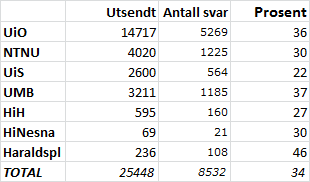 Utsendt Antall svar Prosent
UiO 14717 5269 36
NTNU 4020 1225 30
UiS 2600 564 22
UMB 3211 1185 37
HiH 595 160 27
HiNesna 69 21 30
Haraldspl 236 108 46
TOTAL 25448 8532 34